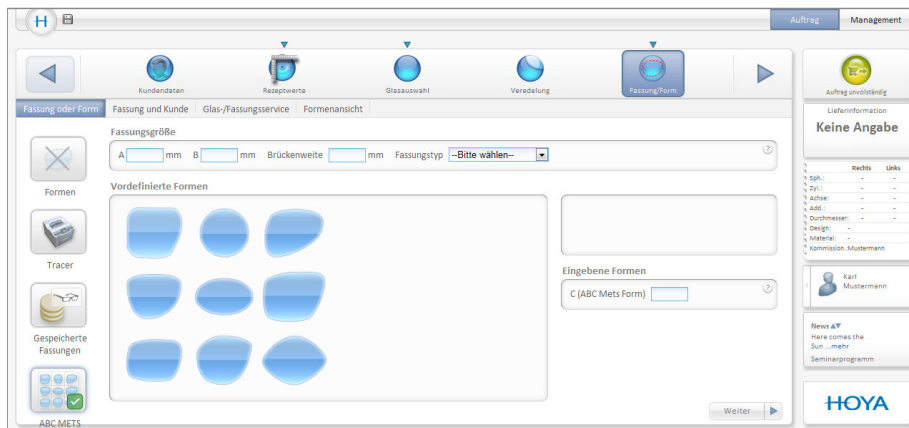 H
Auftrag Management
Kundendaten Rezeptwerte Glasauswahl Veredelung Fassung/Form
Auftrag unvollständig
Fassung oder Form Fassung und Kunde Glas-/Fassungsservice Formenansicht
Lieferinformation
Keine Angabe
Fassungsgröße
A mm B mm Brückenweite mm Fassungstyp --Bitte wählen-- ?
Formen
Vordefinierte Formen
Rechts Links
Sph.: - -
Zyl.: - -
Achse: - -
Add.: - -
Durchmesser: - -
Design: -
Material: -
Kommission.:Mustermann
Tracer
Eingebene Formen
C (ABC Mets Form) ?
Karl
Mustermann
Gespeicherte
Fassungen
News
Here comes the
Sun ...mehr
Seminarprogramm
ABC METS
Weiter
HOYA